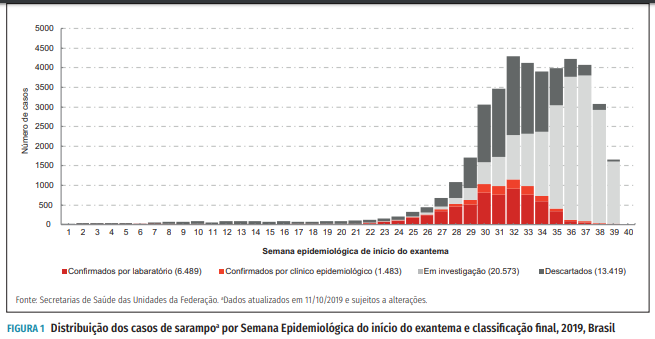 5000
4500
4000
3500
3000
2500
2000
1500
1000
500
0
Número de casos
1 2 3 4 5 6 7 8 9 10 11 12 13 14 15 16 17 18 19 20 21 22 23 24 25 26 27 28 29 30 31 32 33 34 35 36 37 38 39 40
Semana epidemiológica de início do exantema
Confirmados por labaratório (6.489) Confirmados por clínico epidemiológico (1.483) Em investigação (20.573) Descartados (13.419)
Fonte: Secretarias de Saúde das Unidades da Federação. ªDados atualizados em 11/10/2019 e sujeitos a alterações.
FIGURA 1 Distribuição dos casos de sarampoª por Semana Epidemiológica do início do exantema e classificação final, 2019, Brasil